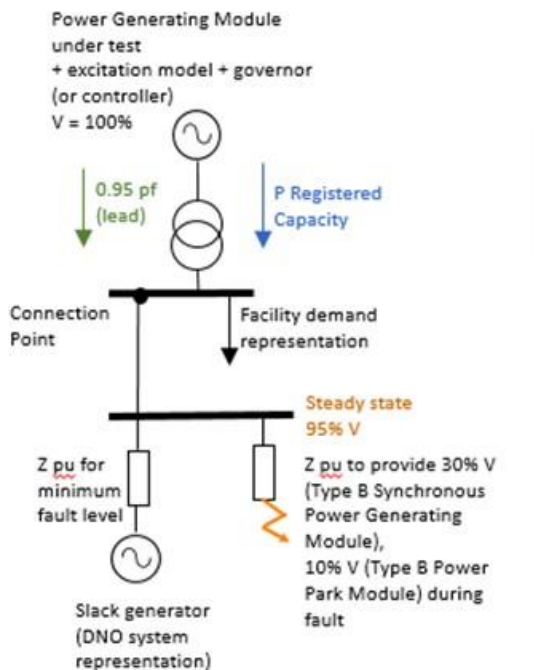 Power Generating Module
under test
+ excitation model + governor
(or controller)
V = 100%
0.95 pf
(lead)
P Registered
Capacity
Connection
Point
Facility demand
representation
Steady state
95% V
Z pu for
minimum
fault level
Z pu to provide 30% V
(Type B Synchronous
Power Generating
Module),
10% V (Type B Power
Park Module) during
fault
Slack generator
(DNO system
representation)